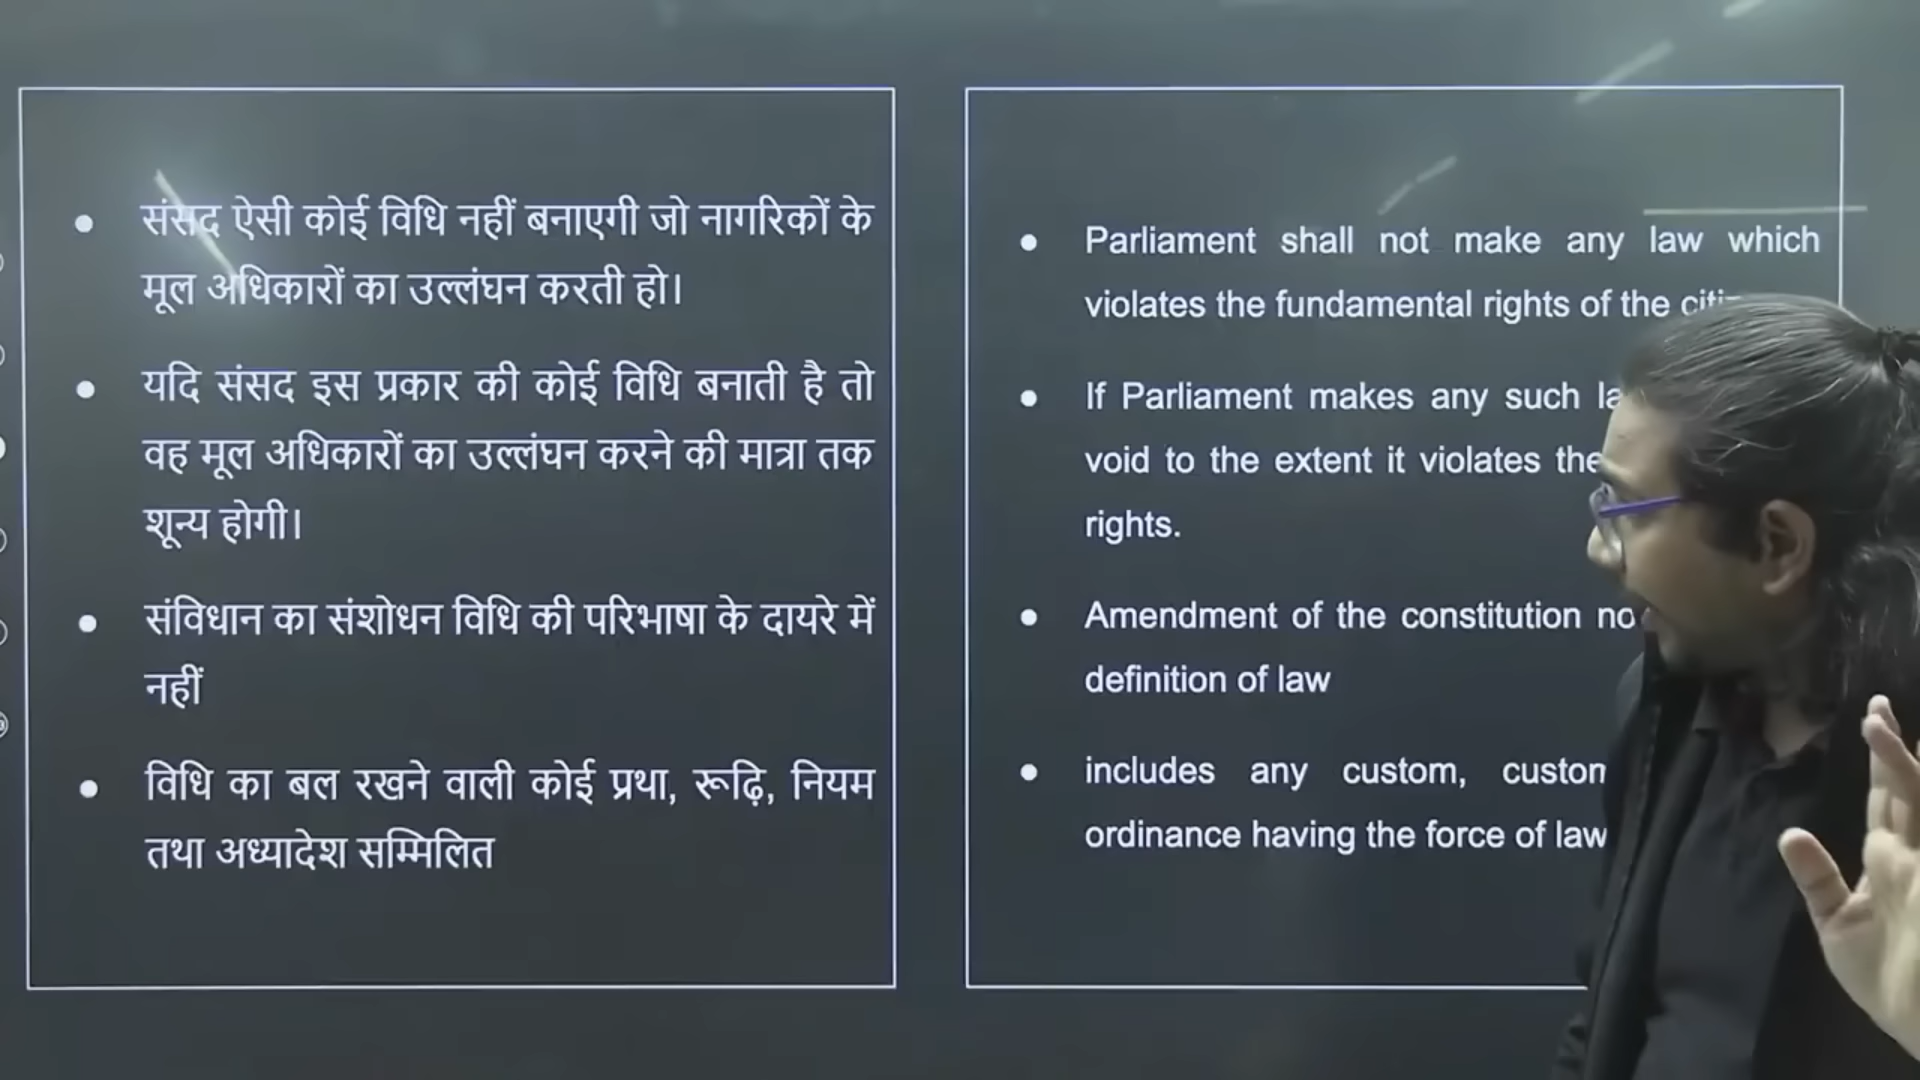 संसद ऐसी कोई विधि नहीं बनाएगी जो नागरिकों के
मूल अधिकारों का उल्लंघन करती हो।
यदि संसद इस प्रकार की कोई विधि बनाती है तो
वह मूल अधिकारों का उल्लंघन करने की मात्रा तक
शून्य होगी।
संविधान का संशोधन विधि की परिभाषा के दायरे में
नहीं
विधि का बल रखने वाली कोई प्रथा, रूढ़ि, नियम
तथा अध्यादेश सम्मिलित
Parliament shall not make any law which
violates the fundamental rights of the
If Parliament makes any such
void to the extent it violates the
rights.
Amendment of the constitution
definition of law
includes any custom,
ordinance having the force of law